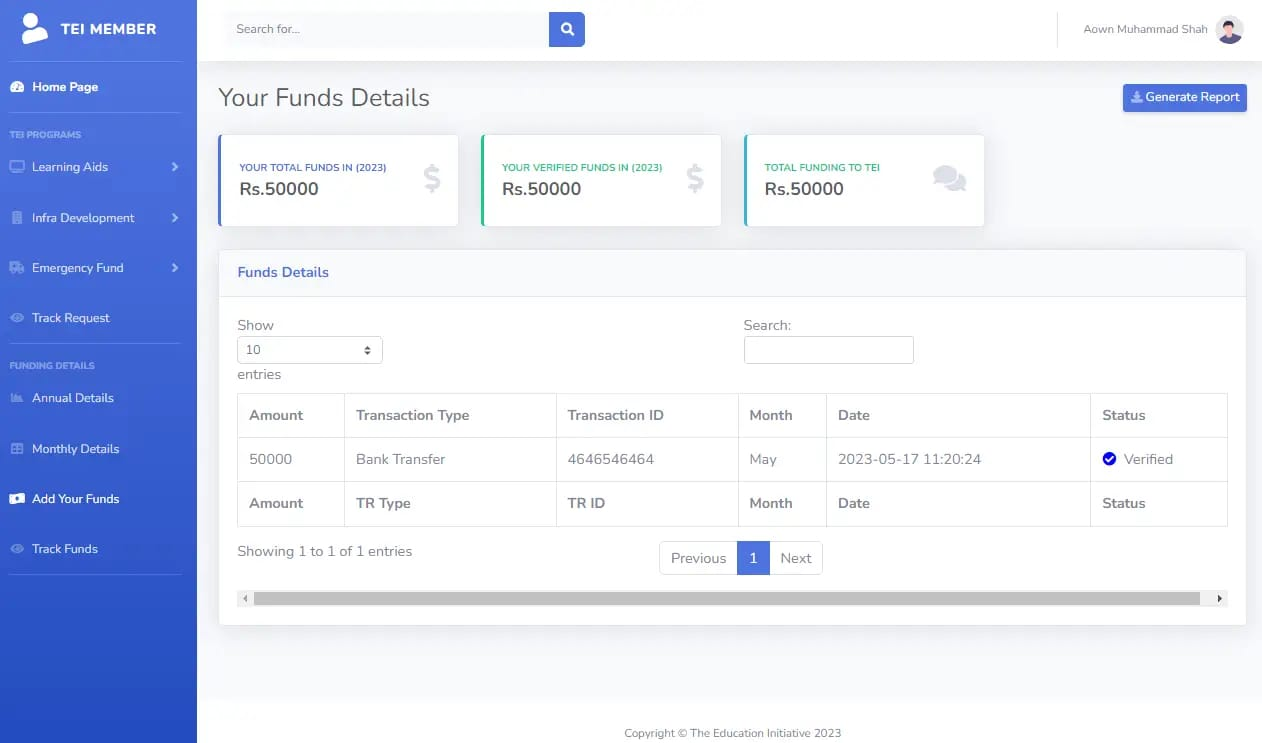 TEI MEMBER
Search for...
Aown Muhammad Shah
Home Page
TEI PROGRAMS
Learning Aids
Infra Development
Emergency Fund
Track Request
FUNDING DETAILS
Annual Details
Monthly Details
Add Your Funds
Track Funds
Your Funds Details
Generate Report
YOUR TOTAL FUNDS IN (2023)
Rs.50000
YOUR VERIFIED FUNDS IN (2023)
Rs.50000
TOTAL FUNDING TO TEI
Rs.50000
Funds Details
Show
10
entries
Search:
Amount Transaction Type Transaction ID Month Date Status
50000 Bank Transfer 4646546464 May 2023-05-17 11:20:24 Verified
Amount TR Type TR ID Month Date Status
Showing 1 to 1 of 1 entries
Previous 1 Next
Copyright © The Education Initiative 2023